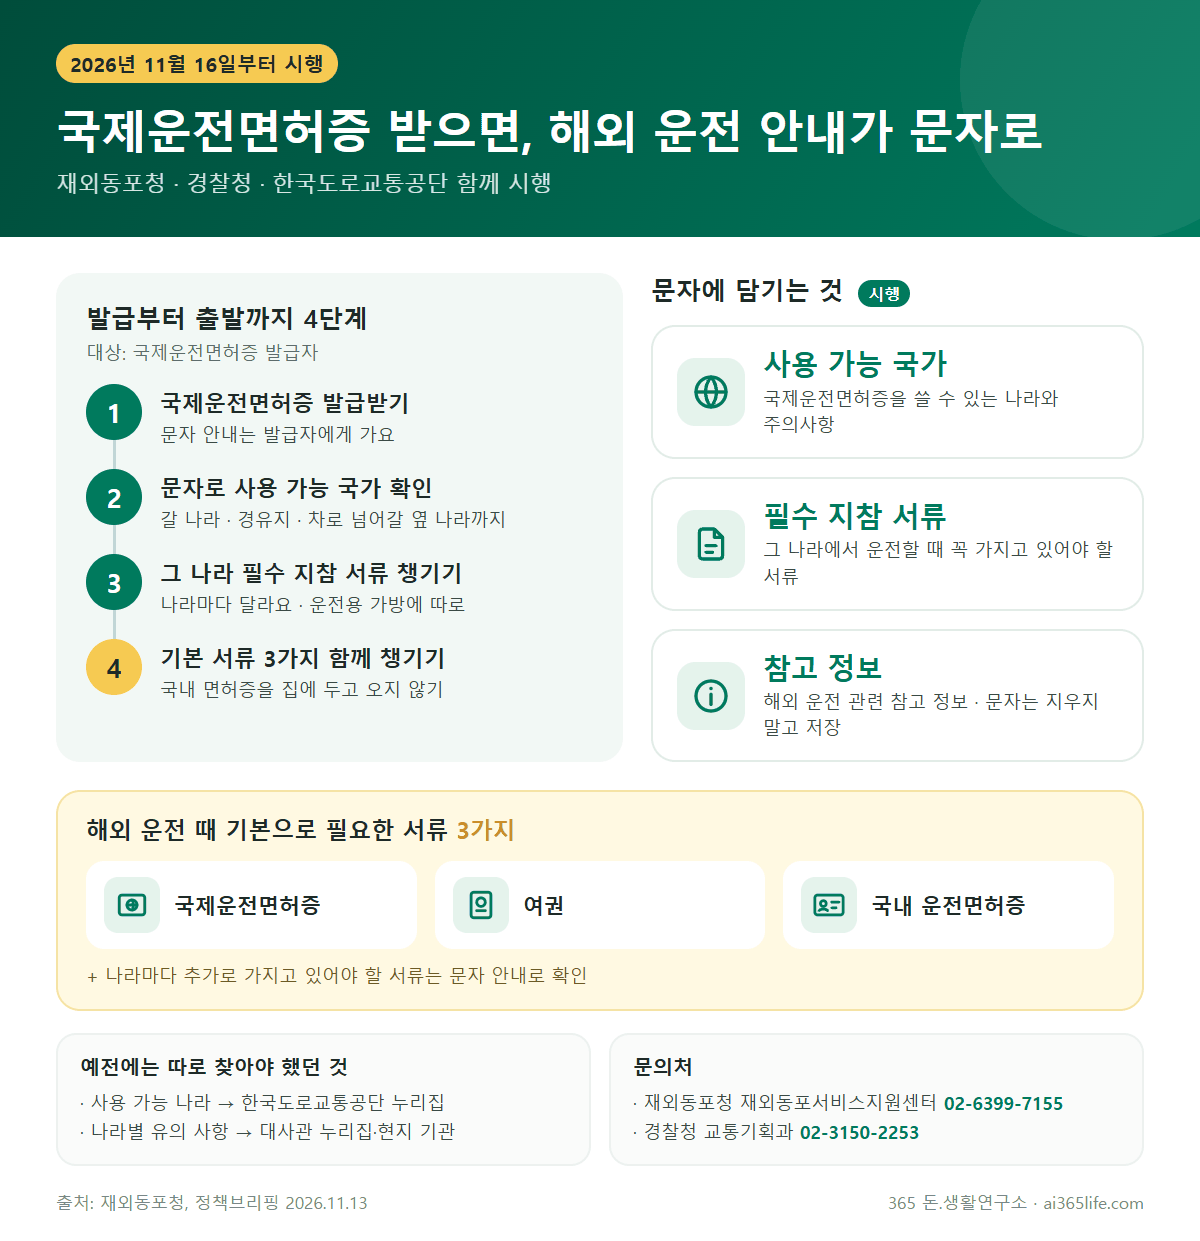 2026년 11월 16일부터 시행
국제운전면허증 받으면, 해외 운전 안내가 문자로
재외동포청 · 경찰청 · 한국도로교통공단 함께 시행
발급부터 출발까지 4단계
대상: 국제운전면허증 발급자
1
국제운전면허증 발급받기
문자 안내는 발급자에게 가요
2
문자로 사용 가능 국가 확인
갈 나라 · 경유지 · 차로 넘어갈 옆 나라까지
3
그 나라 필수 지참 서류 챙기기
나라마다 달라요 · 운전용 가방에 따로
4
기본 서류 3가지 함께 챙기기
국내 면허증을 집에 두고 오지 않기
문자에 담기는 것 시행
사용 가능 국가
국제운전면허증을 쓸 수 있는 나라와
주의사항
필수 지참 서류
그 나라에서 운전할 때 꼭 가지고 있어야 할
서류
참고 정보
해외 운전 관련 참고 정보 · 문자는 지우지
말고 저장
해외 운전 때 기본으로 필요한 서류 3가지
국제운전면허증
여권
국내 운전면허증
+ 나라마다 추가로 가지고 있어야 할 서류는 문자 안내로 확인
예전에는 따로 찾아야 했던 것
· 사용 가능 나라 → 한국도로교통공단 누리집
· 나라별 유의 사항 → 대사관 누리집·현지 기관
문의처
· 재외동포청 재외동포서비스지원센터 02-6399-7155
· 경찰청 교통기획과 02-3150-2253
출처: 재외동포청, 정책브리핑 2026.11.13
365 돈.생활연구소 · ai365life.com